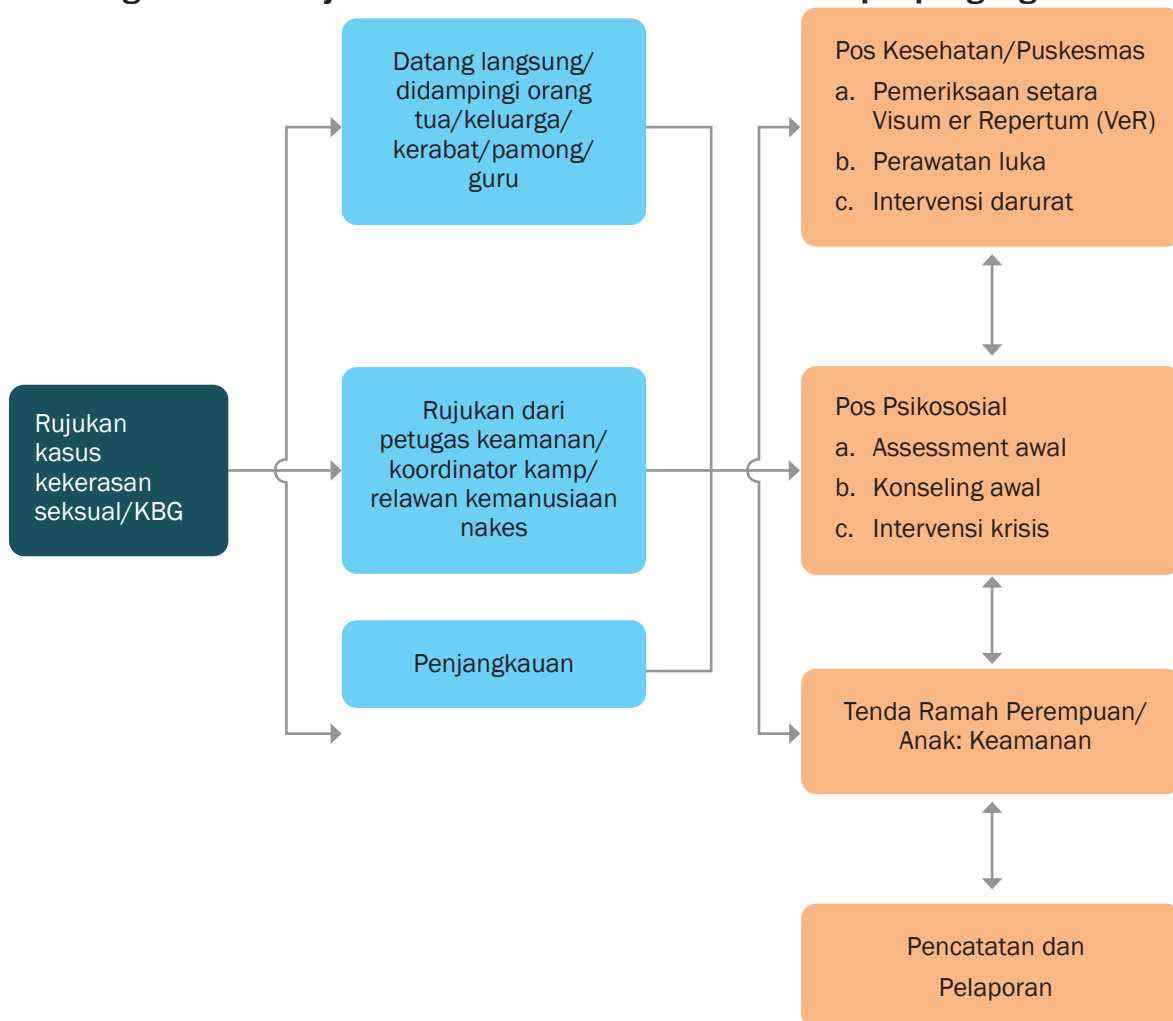 Datang langsung/
didampingi orang
tua/keluarga/
kerabat/pamong/
guru
Pos Kesehatan/Puskesmas
a. Pemeriksaan setara
Visum er Repertum (VeR)
b. Perawatan luka
c. Intervensi darurat
Rujukan
kasus
kekerasan
seksual/KBG
Rujukan dari
petugas keamanan/
koordinator kamp/
relawan kemanusiaan
nakes
Pos Psikososial
a. Assessment awal
b. Konseling awal
c. Intervensi krisis
Penjangkauan
Tenda Ramah Perempuan/
Anak: Keamanan
Pencatatan dan
Pelaporan